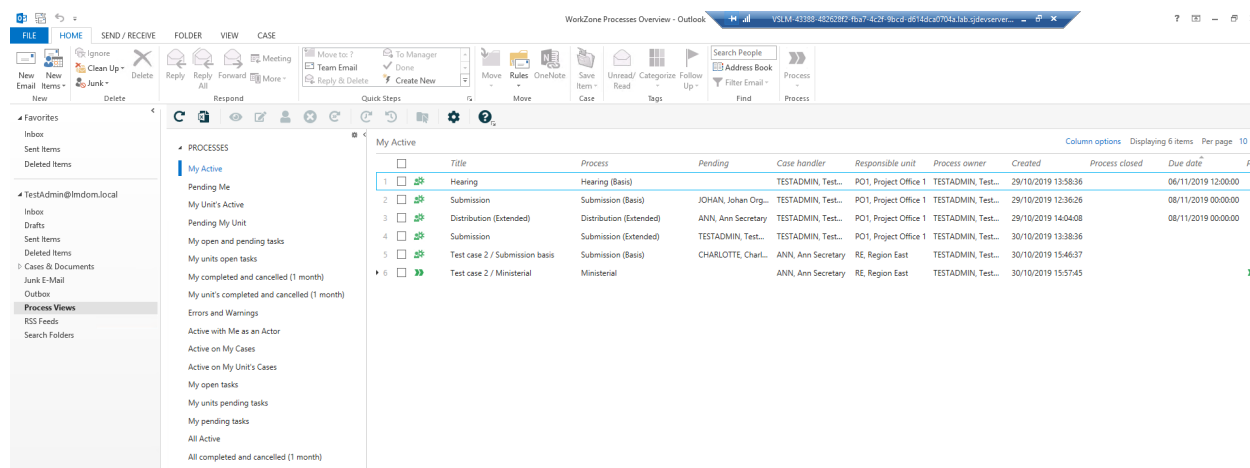 WorkZone Processes Overview - Outlook
VSLM-43388-482628f2-fba7-4c2f-9bcd-d614dca0704a.lab.sjdevserver...
FILE HOME SEND / RECEIVE FOLDER VIEW CASE
New Email
New Items
New
Ignore
Clean Up
Junk
Delete
Delete
Reply
Reply All
Forward
Meeting
More
Respond
Move to: ?
Team Email
Reply & Delete
To Manager
Done
Create New
Quick Steps
Move
Rules
OneNote
Move
Save Item
Case
Unread/ Read
Categorize
Follow Up
Tags
Search People
Address Book
Filter Email
Find
Process
Process
Favorites
Inbox
Sent Items
Deleted Items
TestAdmin@lmdom.local
Inbox
Drafts
Sent Items
Deleted Items
Cases & Documents
Junk E-Mail
Outbox
Process Views
RSS Feeds
Search Folders
PROCESSES
My Active
Pending Me
My Unit's Active
Pending My Unit
My open and pending tasks
My units open tasks
My completed and cancelled (1 month)
My unit's completed and cancelled (1 month)
Errors and Warnings
Active with Me as an Actor
Active on My Cases
Active on My Unit's Cases
My open tasks
My units pending tasks
My pending tasks
All Active
All completed and cancelled (1 month)
My Active
Column options Displaying 6 items Per page 10
Title Process Pending Case handler Responsible unit Process owner Created Process closed Due date
1 Hearing Hearing (Basis) TESTADMIN, Test... PO1, Project Office 1 TESTADMIN, Test... 29/10/2019 13:58:36 06/11/2019 12:00:00
2 Submission Submission (Basis) JOHAN, Johan Org... TESTADMIN, Test... PO1, Project Office 1 TESTADMIN, Test... 29/10/2019 12:36:26 08/11/2019 00:00:00
3 Distribution (Extended) Distribution (Extended) ANN, Ann Secretary TESTADMIN, Test... PO1, Project Office 1 TESTADMIN, Test... 29/10/2019 14:04:08 08/11/2019 00:00:00
4 Submission Submission (Extended) TESTADMIN, Test... TESTADMIN, Test... PO1, Project Office 1 TESTADMIN, Test... 30/10/2019 13:38:36
5 Test case 2 / Submission basis Submission (Basis) CHARLOTTE, Charl... ANN, Ann Secretary RE, Region East TESTADMIN, Test... 30/10/2019 15:46:37
6 Test case 2 / Ministerial Ministerial ANN, Ann Secretary RE, Region East TESTADMIN, Test... 30/10/2019 15:57:45